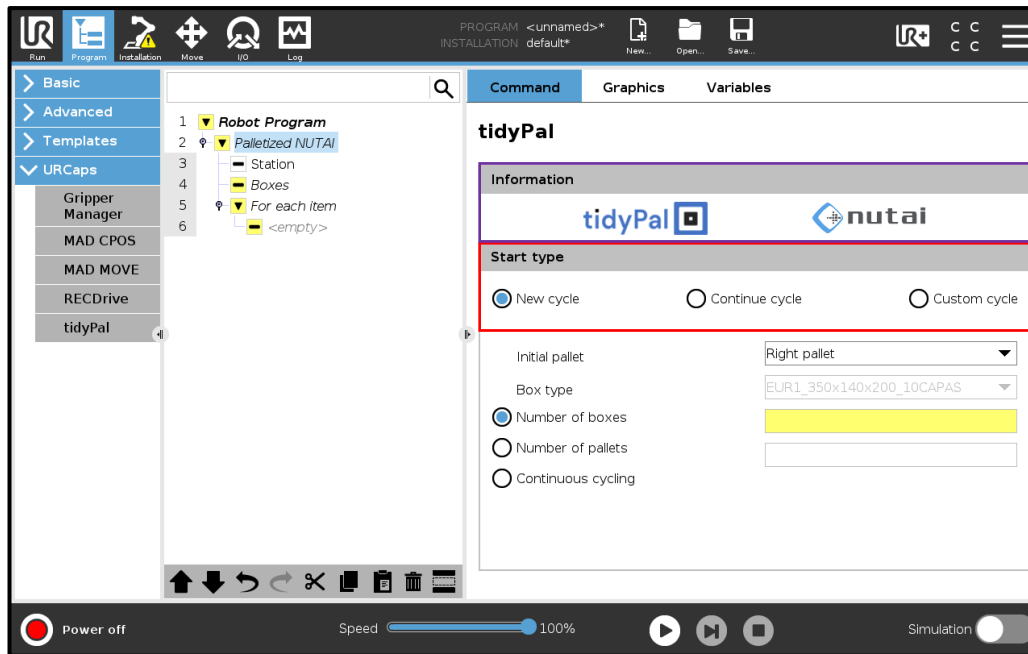 PROGRAM <unnamed>*
INSTALLATION default*
Run
Program
Installation
Move
I/O
Log
New...
Open...
Save...
UR+
C C
C C
Basic
Advanced
Templates
URCaps
Gripper
Manager
MAD CPOS
MAD MOVE
RECDrive
tidyPal
1 Robot Program
2 Palletized NUTAI
3 Station
4 Boxes
5 For each item
6 <empty>
Command Graphics Variables
tidyPal
Information
tidyPal nutai
Start type
New cycle Continue cycle Custom cycle
Initial pallet Right pallet
Box type EUR1_350x140x200_10CAPAS
Number of boxes
Number of pallets
Continuous cycling
Power off
Speed 100%
Simulation